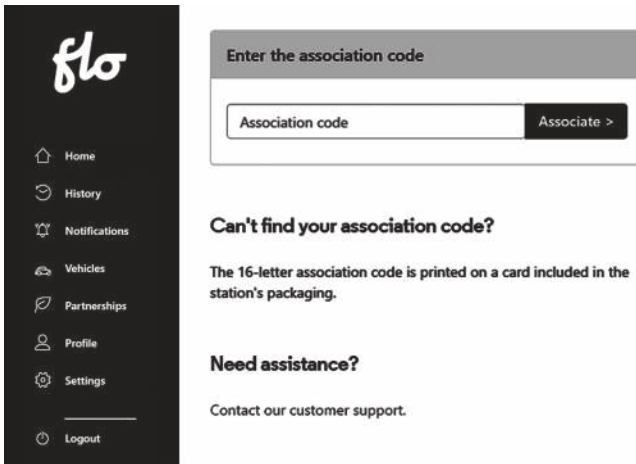 flo
Home
History
Notifications
Vehicles
Partnerships
Profile
Settings
Logout
Enter the association code
Association code
Associate >
Can't find your association code?
The 16-letter association code is printed on a card included in the
station's packaging.
Need assistance?
Contact our customer support.